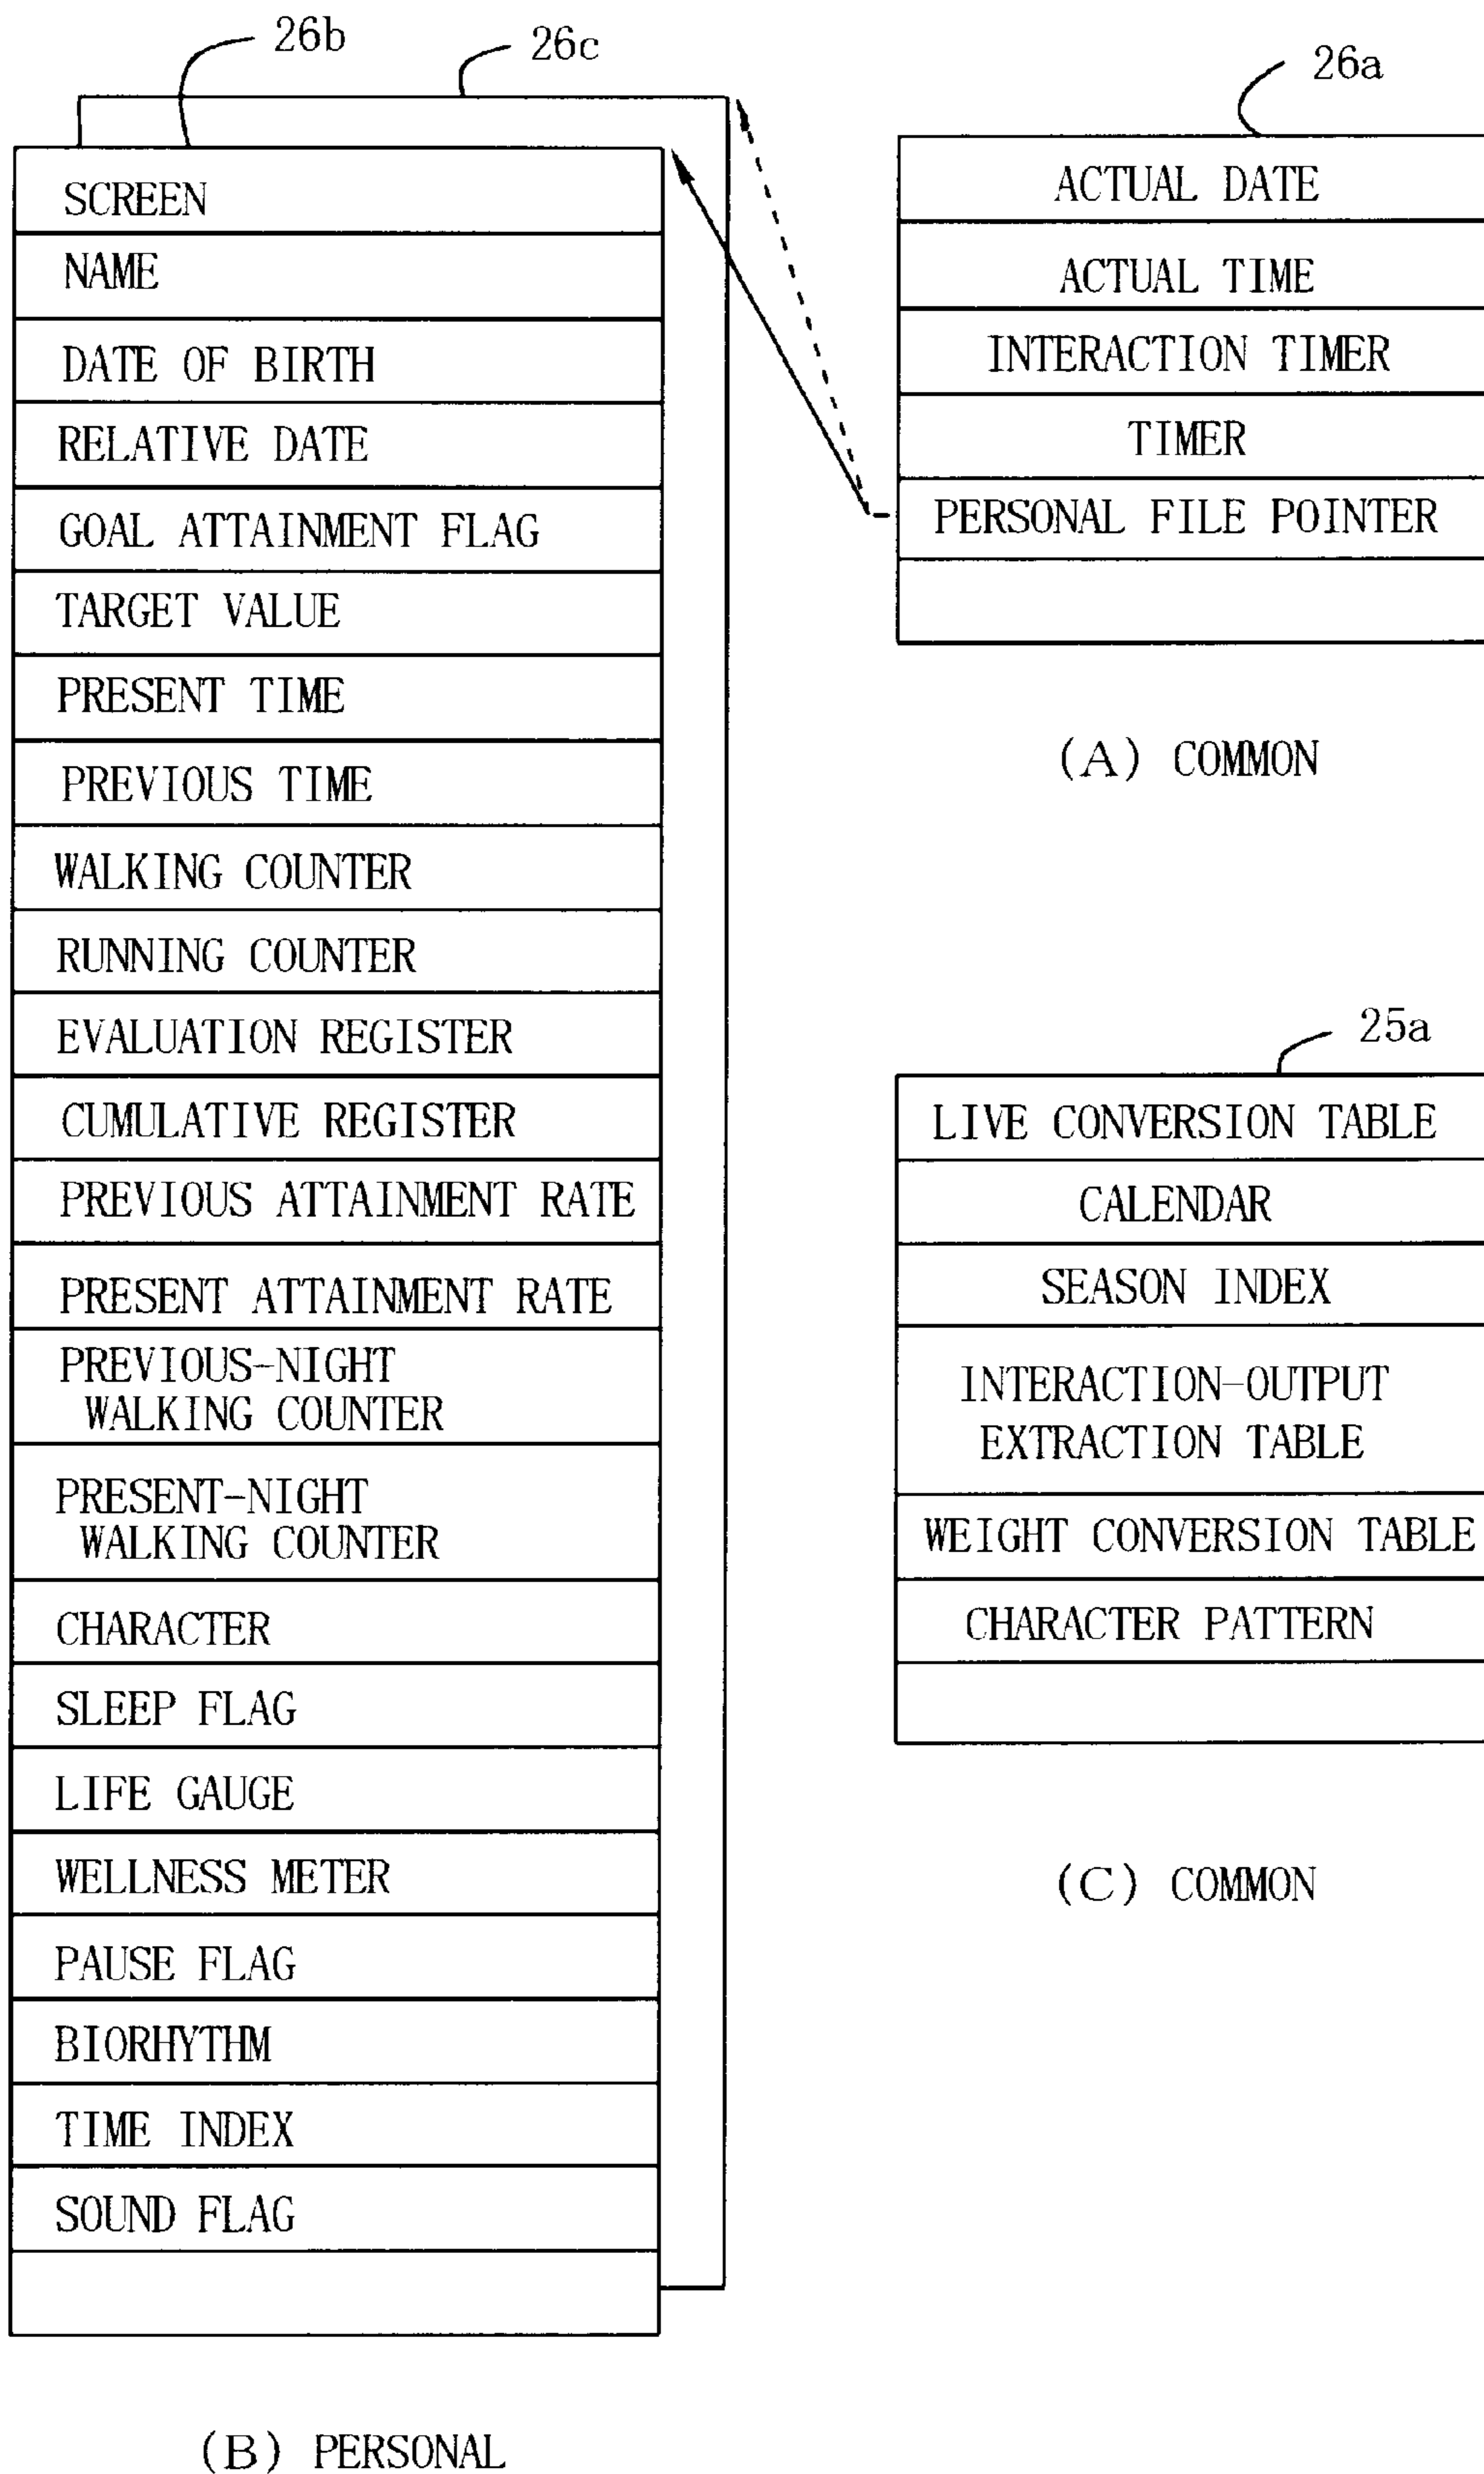 26b
26c
26a
SCREEN
NAME
DATE OF BIRTH
RELATIVE DATE
GOAL ATTAINMENT FLAG
TARGET VALUE
PRESENT TIME
PREVIOUS TIME
WALKING COUNTER
RUNNING COUNTER
EVALUATION REGISTER
CUMULATIVE REGISTER
PREVIOUS ATTAINMENT RATE
PRESENT ATTAINMENT RATE
PREVIOUS-NIGHT
WALKING COUNTER
PRESENT-NIGHT
WALKING COUNTER
CHARACTER
SLEEP FLAG
LIFE GAUGE
WELLNESS METER
PAUSE FLAG
BIORHYTHM
TIME INDEX
SOUND FLAG
(B) PERSONAL
ACTUAL DATE
ACTUAL TIME
INTERACTION TIMER
TIMER
PERSONAL FILE POINTER
(A) COMMON
25a
LIVE CONVERSION TABLE
CALENDAR
SEASON INDEX
INTERACTION-OUTPUT
EXTRACTION TABLE
WEIGHT CONVERSION TABLE
CHARACTER PATTERN
(C) COMMON